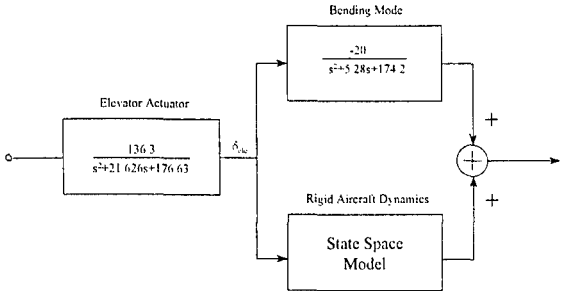 Bending Mode
-20
s²+5.28s+174.2
Elevator Actuator
136.3
s²+21.626s+176.63
δele
+
+
+
Rigid Aircraft Dynamics
State Space
Model